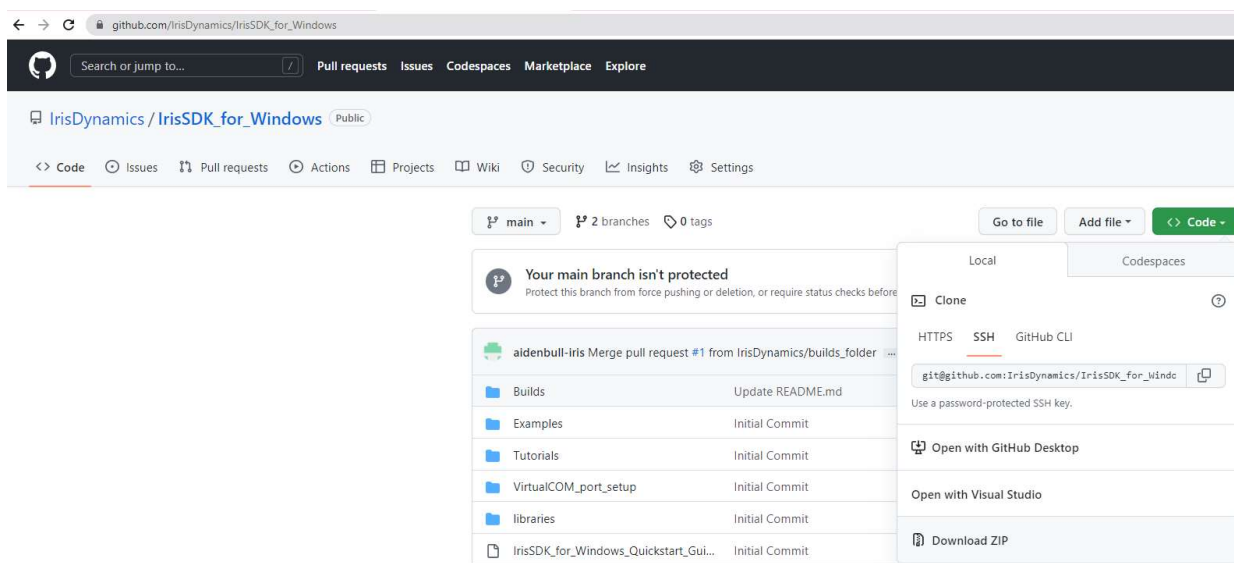 github.com/IrisDynamics/IrisSDK_for_Windows
Search or jump to... / Pull requests Issues Codespaces Marketplace Explore
IrisDynamics / IrisSDK_for_Windows Public
<> Code Issues Pull requests Actions Projects Wiki Security Insights Settings
main 2 branches 0 tags Go to file Add file <> Code
Local Codespaces
Your main branch isn't protected
Protect this branch from force pushing or deletion, or require status checks before
Clone
HTTPS SSH GitHub CLI
aidenbull-iris Merge pull request #1 from IrisDynamics/builds_folder ...
git@github.com:IrisDynamics/IrisSDK_for_Windo
Use a password-protected SSH key.
Builds Update README.md
Examples Initial Commit
Open with GitHub Desktop
Tutorials Initial Commit
VirtualCOM_port_setup Initial Commit
Open with Visual Studio
libraries Initial Commit
Download ZIP
IrisSDK_for_Windows_Quickstart_Gui... Initial Commit